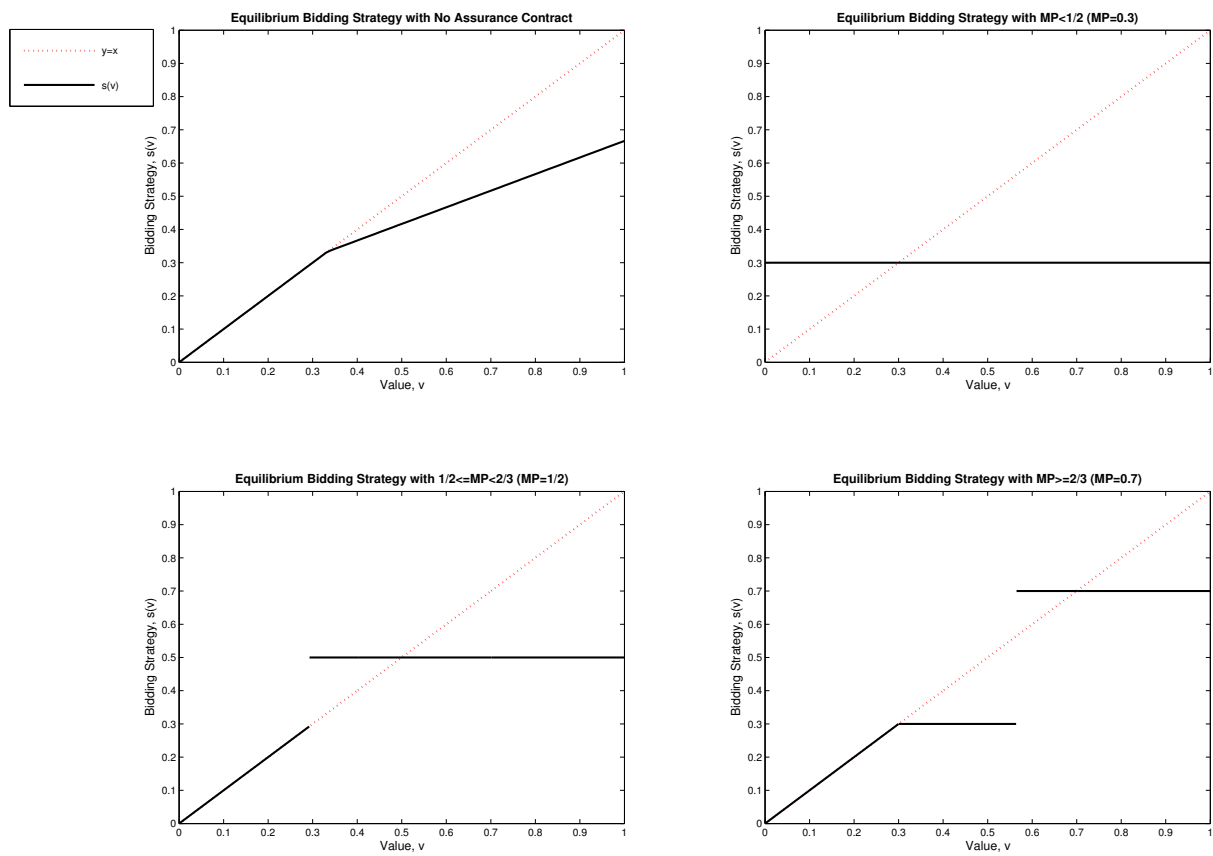 Equilibrium Bidding Strategy with No Assurance Contract
y=x
s(v)
1
0.9
0.8
0.7
0.6
0.5
0.4
0.3
0.2
0.1
0
Bidding Strategy, s(v)
0 0.1 0.2 0.3 0.4 0.5 0.6 0.7 0.8 0.9 1
Value, v
Equilibrium Bidding Strategy with MP<1/2 (MP=0.3)
1
0.9
0.8
0.7
0.6
0.5
0.4
0.3
0.2
0.1
0
Bidding Strategy, s(v)
0 0.1 0.2 0.3 0.4 0.5 0.6 0.7 0.8 0.9 1
Value, v
Equilibrium Bidding Strategy with 1/2<=MP<2/3 (MP=1/2)
1
0.9
0.8
0.7
0.6
0.5
0.4
0.3
0.2
0.1
0
Bidding Strategy, s(v)
0 0.1 0.2 0.3 0.4 0.5 0.6 0.7 0.8 0.9 1
Value, v
Equilibrium Bidding Strategy with MP>=2/3 (MP=0.7)
1
0.9
0.8
0.7
0.6
0.5
0.4
0.3
0.2
0.1
0
Bidding Strategy, s(v)
0 0.1 0.2 0.3 0.4 0.5 0.6 0.7 0.8 0.9 1
Value, v